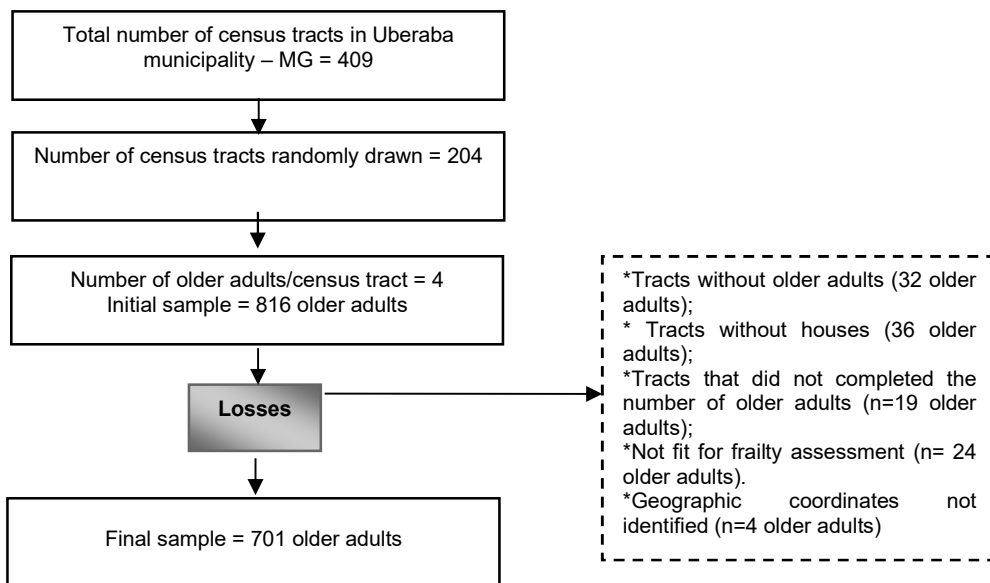 Total number of census tracts in Uberaba
municipality – MG = 409
Number of census tracts randomly drawn = 204
Number of older adults/census tract = 4
Initial sample = 816 older adults
Losses
*Tracts without older adults (32 older
adults);
* Tracts without houses (36 older
adults);
*Tracts that did not completed the
number of older adults (n=19 older
adults);
*Not fit for frailty assessment (n= 24
older adults).
*Geographic coordinates not
identified (n=4 older adults)
Final sample = 701 older adults